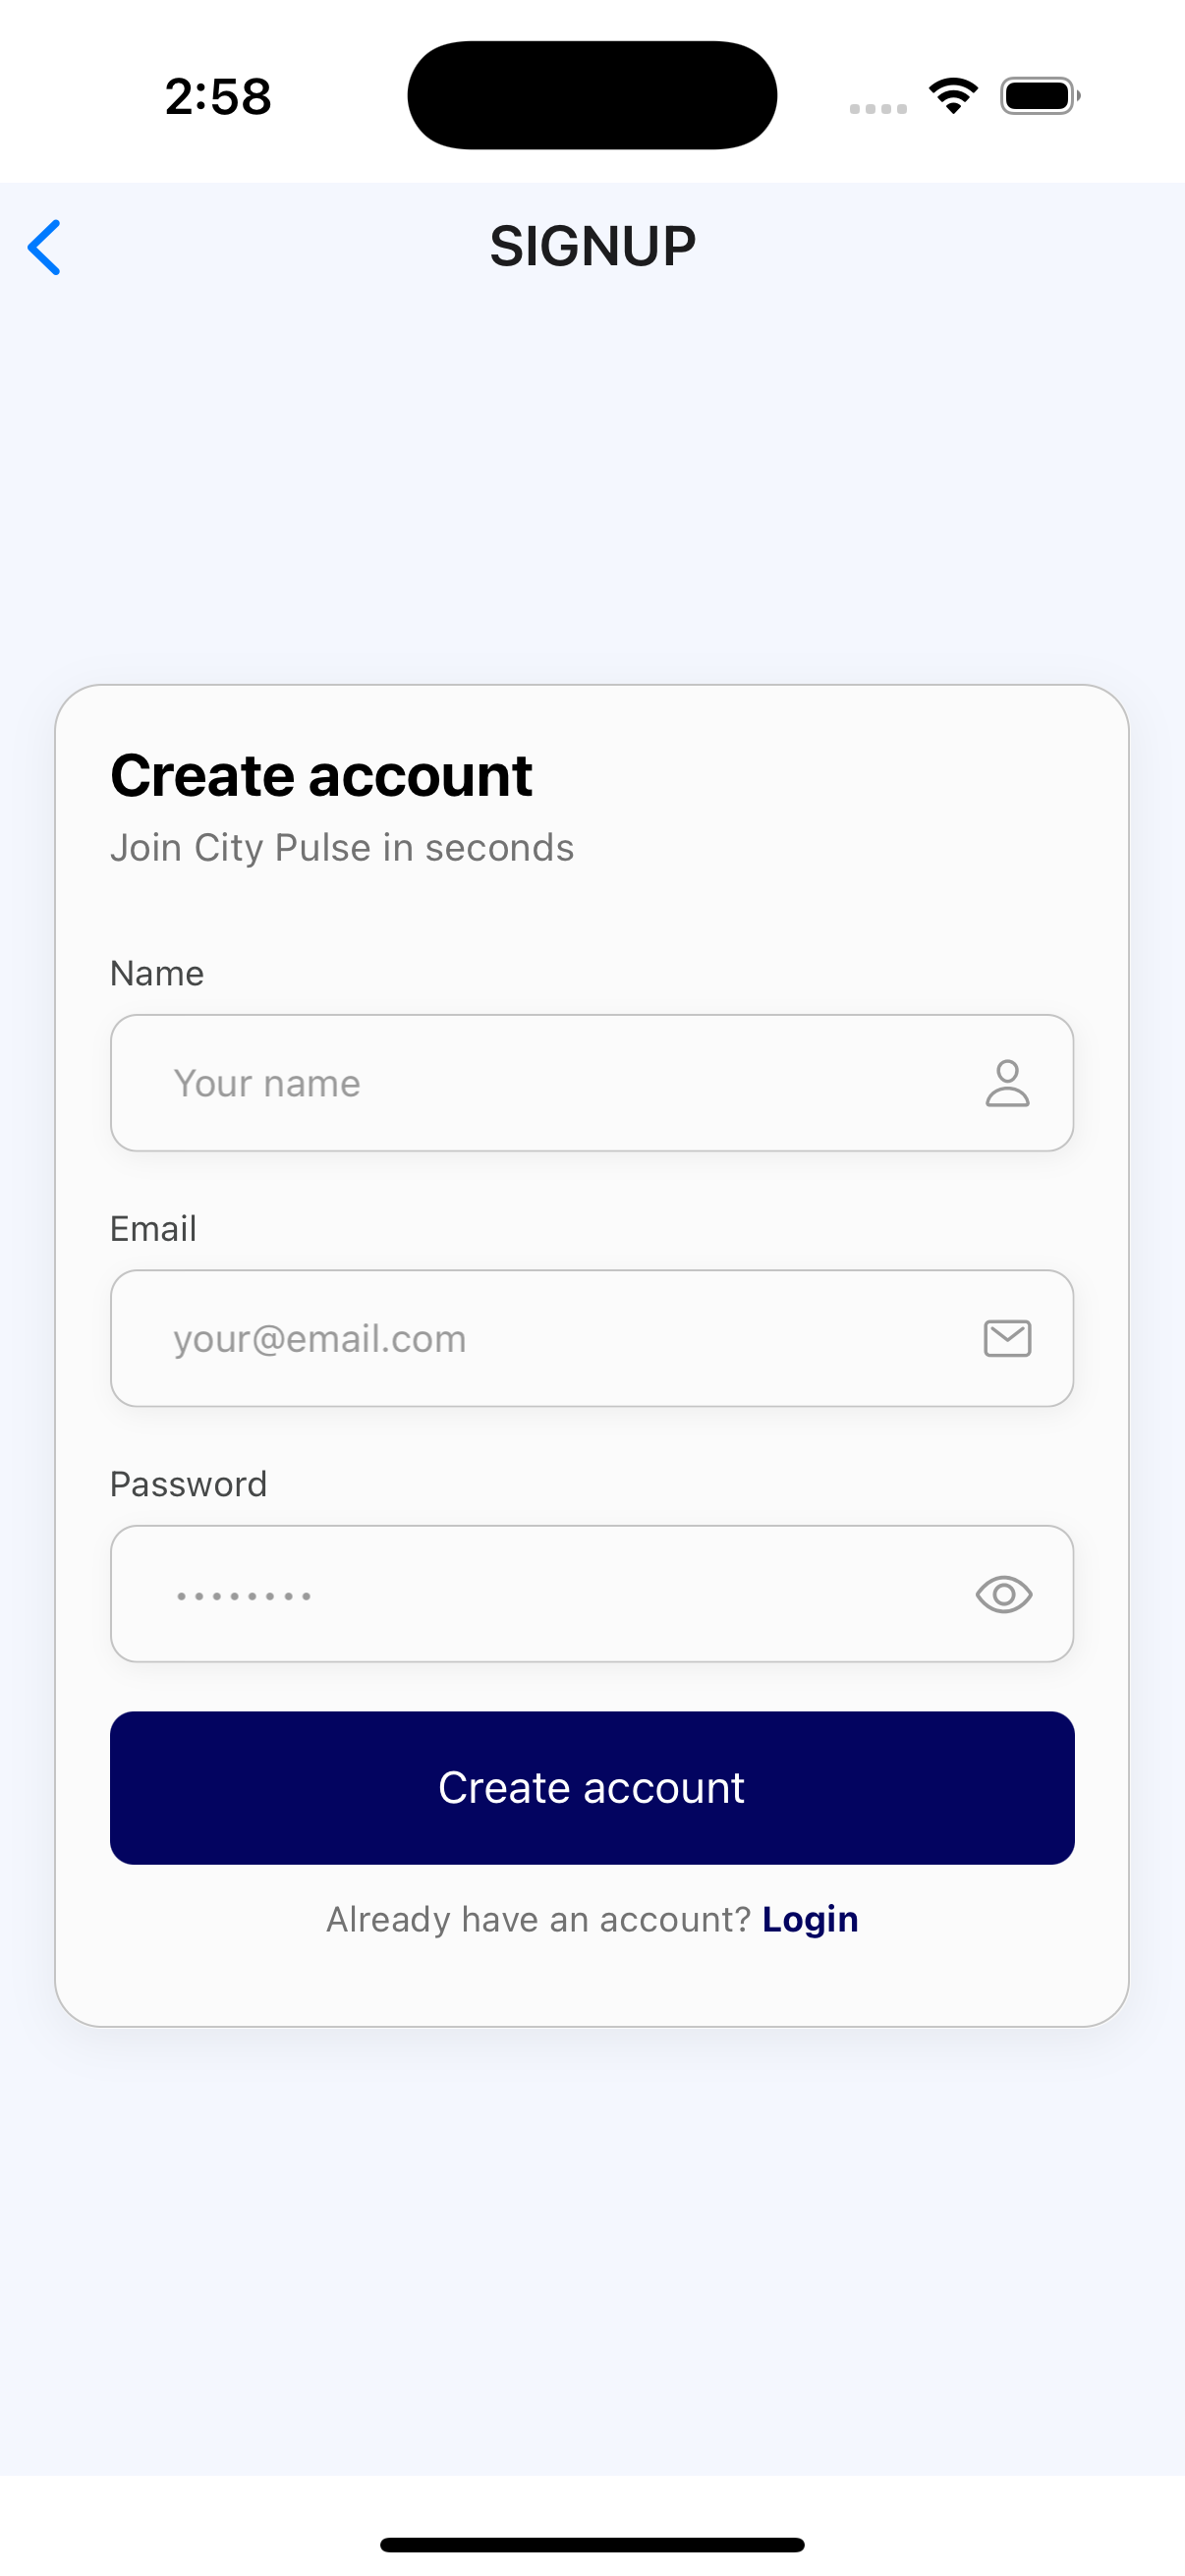 2:58
SIGNUP
Create account
Join City Pulse in seconds
Name
Your name
Email
your@email.com
Password
••••••••
Create account
Already have an account? Login